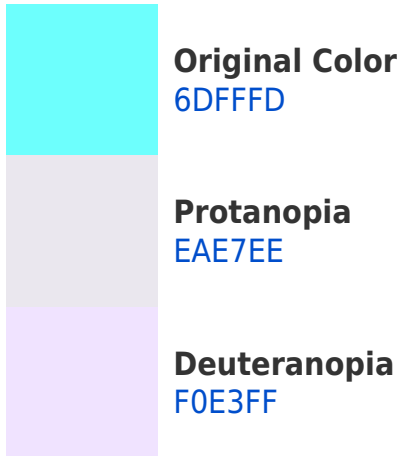 Original Color
6DFFFD
Protanopia
EAE7EE
Deuteranopia
F0E3FF